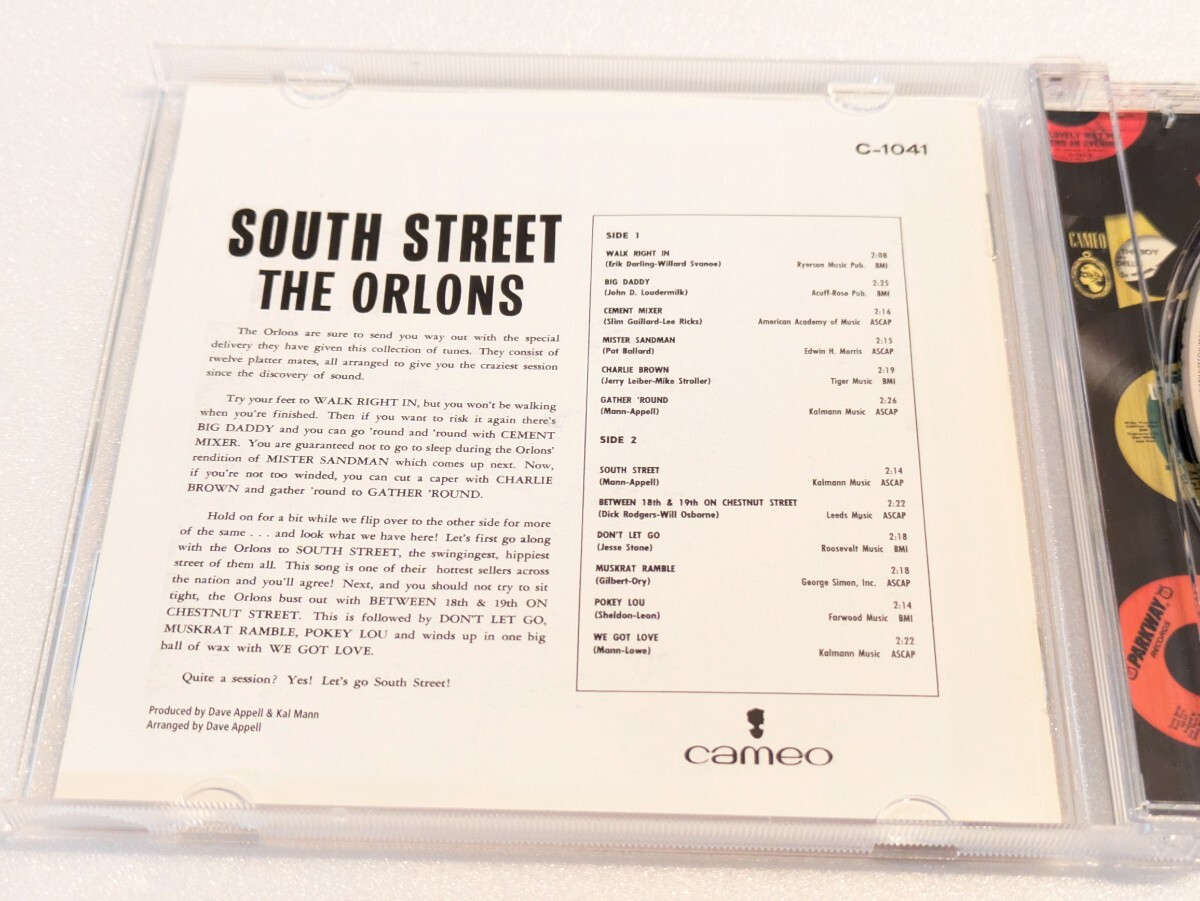 C-1041
SOUTH STREET
THE ORLONS
The Orlons are sure to send you way out with the special
delivery they have given this collection of tunes. They consist of
twelve platter mates, all arranged to give you the craziest session
since the discovery of sound.
Try your feet to WALK RIGHT IN, but you won't be walking
when you're finished. Then if you want to risk it again there's
BIG DADDY and you can go 'round and 'round with CEMENT
MIXER. You are guaranteed not to go to sleep during the Orlons'
rendition of MISTER SANDMAN which comes up next. Now,
if you're not too winded, you can cut a caper with CHARLIE
BROWN and gather 'round to GATHER 'ROUND.
Hold on for a bit while we flip over to the other side for more
of the same . . . and look what we have here! Let's first go along
with the Orlons to SOUTH STREET, the swingingest, hippiest
street of them all. This song is one of their hottest sellers across
the nation and you'll agree! Next, and you should not try to sit
tight, the Orlons bust out with BETWEEN 18th & 19th ON
CHESTNUT STREET. This is followed by DON'T LET GO,
MUSKRAT RAMBLE, POKEY LOU and winds up in one big
ball of wax with WE GOT LOVE.
Quite a session? Yes! Let's go South Street!
Produced by Dave Appell & Kal Mann
Arranged by Dave Appell
SIDE 1
WALK RIGHT IN 2:08
(Erik Darling-Willard Svanoe) Ryerson Music Pub. BMI
BIG DADDY 2:25
(John D. Loudermilk) Acuff-Rose Pub. BMI
CEMENT MIXER 2:16
(Slim Gaillard-Lee Ricks) American Academy of Music ASCAP
MISTER SANDMAN 2:15
(Pat Ballard) Edwin H. Morris ASCAP
CHARLIE BROWN 2:19
(Jerry Leiber-Mike Stroller) Tiger Music BMI
GATHER 'ROUND 2:26
(Mann-Appell) Kalmann Music ASCAP
SIDE 2
SOUTH STREET 2:14
(Mann-Appell) Kalmann Music ASCAP
BETWEEN 18th & 19th ON CHESTNUT STREET 2:22
(Dick Rodgers-Will Osborne) Leeds Music ASCAP
DON'T LET GO 2:18
(Jesse Stone) Roosevelt Music BMI
MUSKRAT RAMBLE 2:18
(Gilbert-Ory) George Simon, Inc. ASCAP
POKEY LOU 2:14
(Sheldon-Leon) Farwood Music BMI
WE GOT LOVE 2:22
(Mann-Lowe) Kalmann Music ASCAP
cameo
CAMEO
PARKWAY
RECORDS